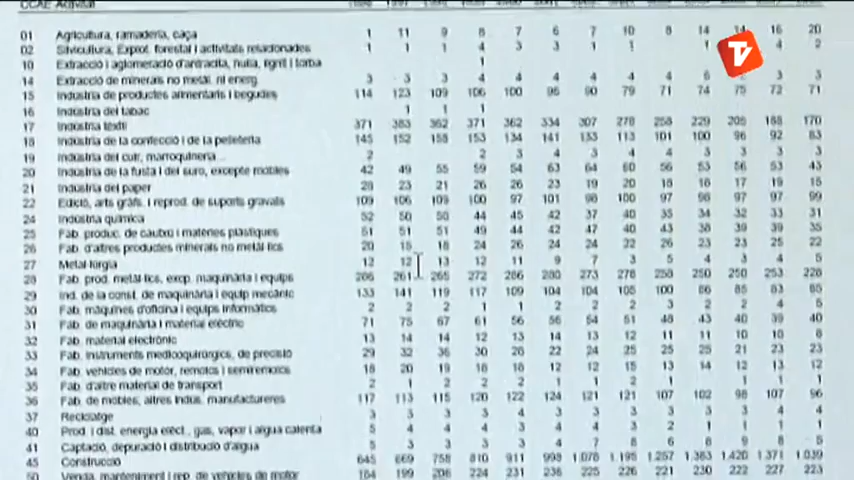 CCAE Activitat
01 Agricultura, ramaderia, caça 1 11 9 8 7 6 7 10 8 14 14 16 20
02 Silvicultura, Explot. forestal i activitats relacionades 1 1 1 4 3 3 1 1 1 4 2
10 Extracció i aglomeració d'antracita, hulla, lignit i torba 1
14 Extracció de minerals no metàl. ni energ. 3 3 3 4 4 4 4 4 6 3 3
15 Indústria de productes alimentaris i begudes 114 123 109 106 100 96 90 79 71 74 75 72 71
16 Indústria del tabac 1 1 1
17 Indústria tèxtil 371 383 362 371 362 334 307 278 258 229 205 188 170
18 Indústria de la confecció i de la pelleteria 145 152 158 153 134 141 133 113 101 100 96 92 83
19 Indústria del cuir, marroquineria... 2 2 3 4 3 4 4 3 3 3 3
20 Indústria de la fusta i del suro, excepte mobles 42 49 55 59 54 63 64 60 56 53 56 53 43
21 Indústria del paper 28 23 21 26 26 23 19 20 18 16 17 19 15
22 Edició, arts gràfs. i reprod. de suports gravats 109 106 109 100 97 101 98 100 97 98 97 97 99
24 Indústria química 52 50 50 44 45 42 37 40 35 34 32 33 31
25 Fab. produc. de cautxú i matèries plàstiques 51 51 51 49 44 42 47 40 43 38 39 39 35
26 Fab. d'altres productes minerals no metàl·lics 20 18 18 24 26 24 24 22 26 23 23 25 22
27 Metal·lúrgia 12 12 13 12 11 9 7 3 5 4 3 4 5
28 Fab. prod. metàl·lics, excp. maquinària i equips 266 261 265 272 286 280 273 278 258 250 250 253 228
29 Ind. de la const. de maquinària i equip mecànic 133 141 119 117 109 104 104 105 100 86 85 83 85
30 Fab. màquines d'oficina i equips informàtics 2 2 2 1 1 2 2 2 3 2 2 4 5
31 Fab. de maquinària i material elèctric 71 75 67 61 56 56 54 51 48 43 40 39 40
32 Fab. material electrònic 13 14 14 12 13 14 13 12 11 11 10 10 8
33 Fab. instruments medicoquirúrgics, de precisió 29 32 36 30 26 22 24 25 25 25 21 23 23
34 Fab. vehicles de motor, remolcs i semiremolcs 18 20 19 18 18 12 12 15 13 14 12 13 12
35 Fab. d'altre material de transport 2 1 2 2 2 1 1 2 1 1 1 1 1
36 Fab. de mobles, altres indus. manufactureres 117 113 115 120 122 124 121 121 107 102 98 107 96
37 Reciclatge 3 3 3 3 4 3 3 3 3 3 3 4 4
40 Prod. i dist. energia elèct., gas, vapor i aigua calenta 5 4 4 4 3 3 3 3 2 1 1 1 1
41 Captació, depuració i distribució d'aigua 5 3 3 3 3 4 7 8 6 8 9 8 5
45 Construcció 645 669 758 810 911 998 1.078 1.195 1.257 1.383 1.420 1.371 1.039
50 Venda, manteniment i rep. de vehicles de motor 184 199 206 224 231 236 225 226 221 230 222 227 223